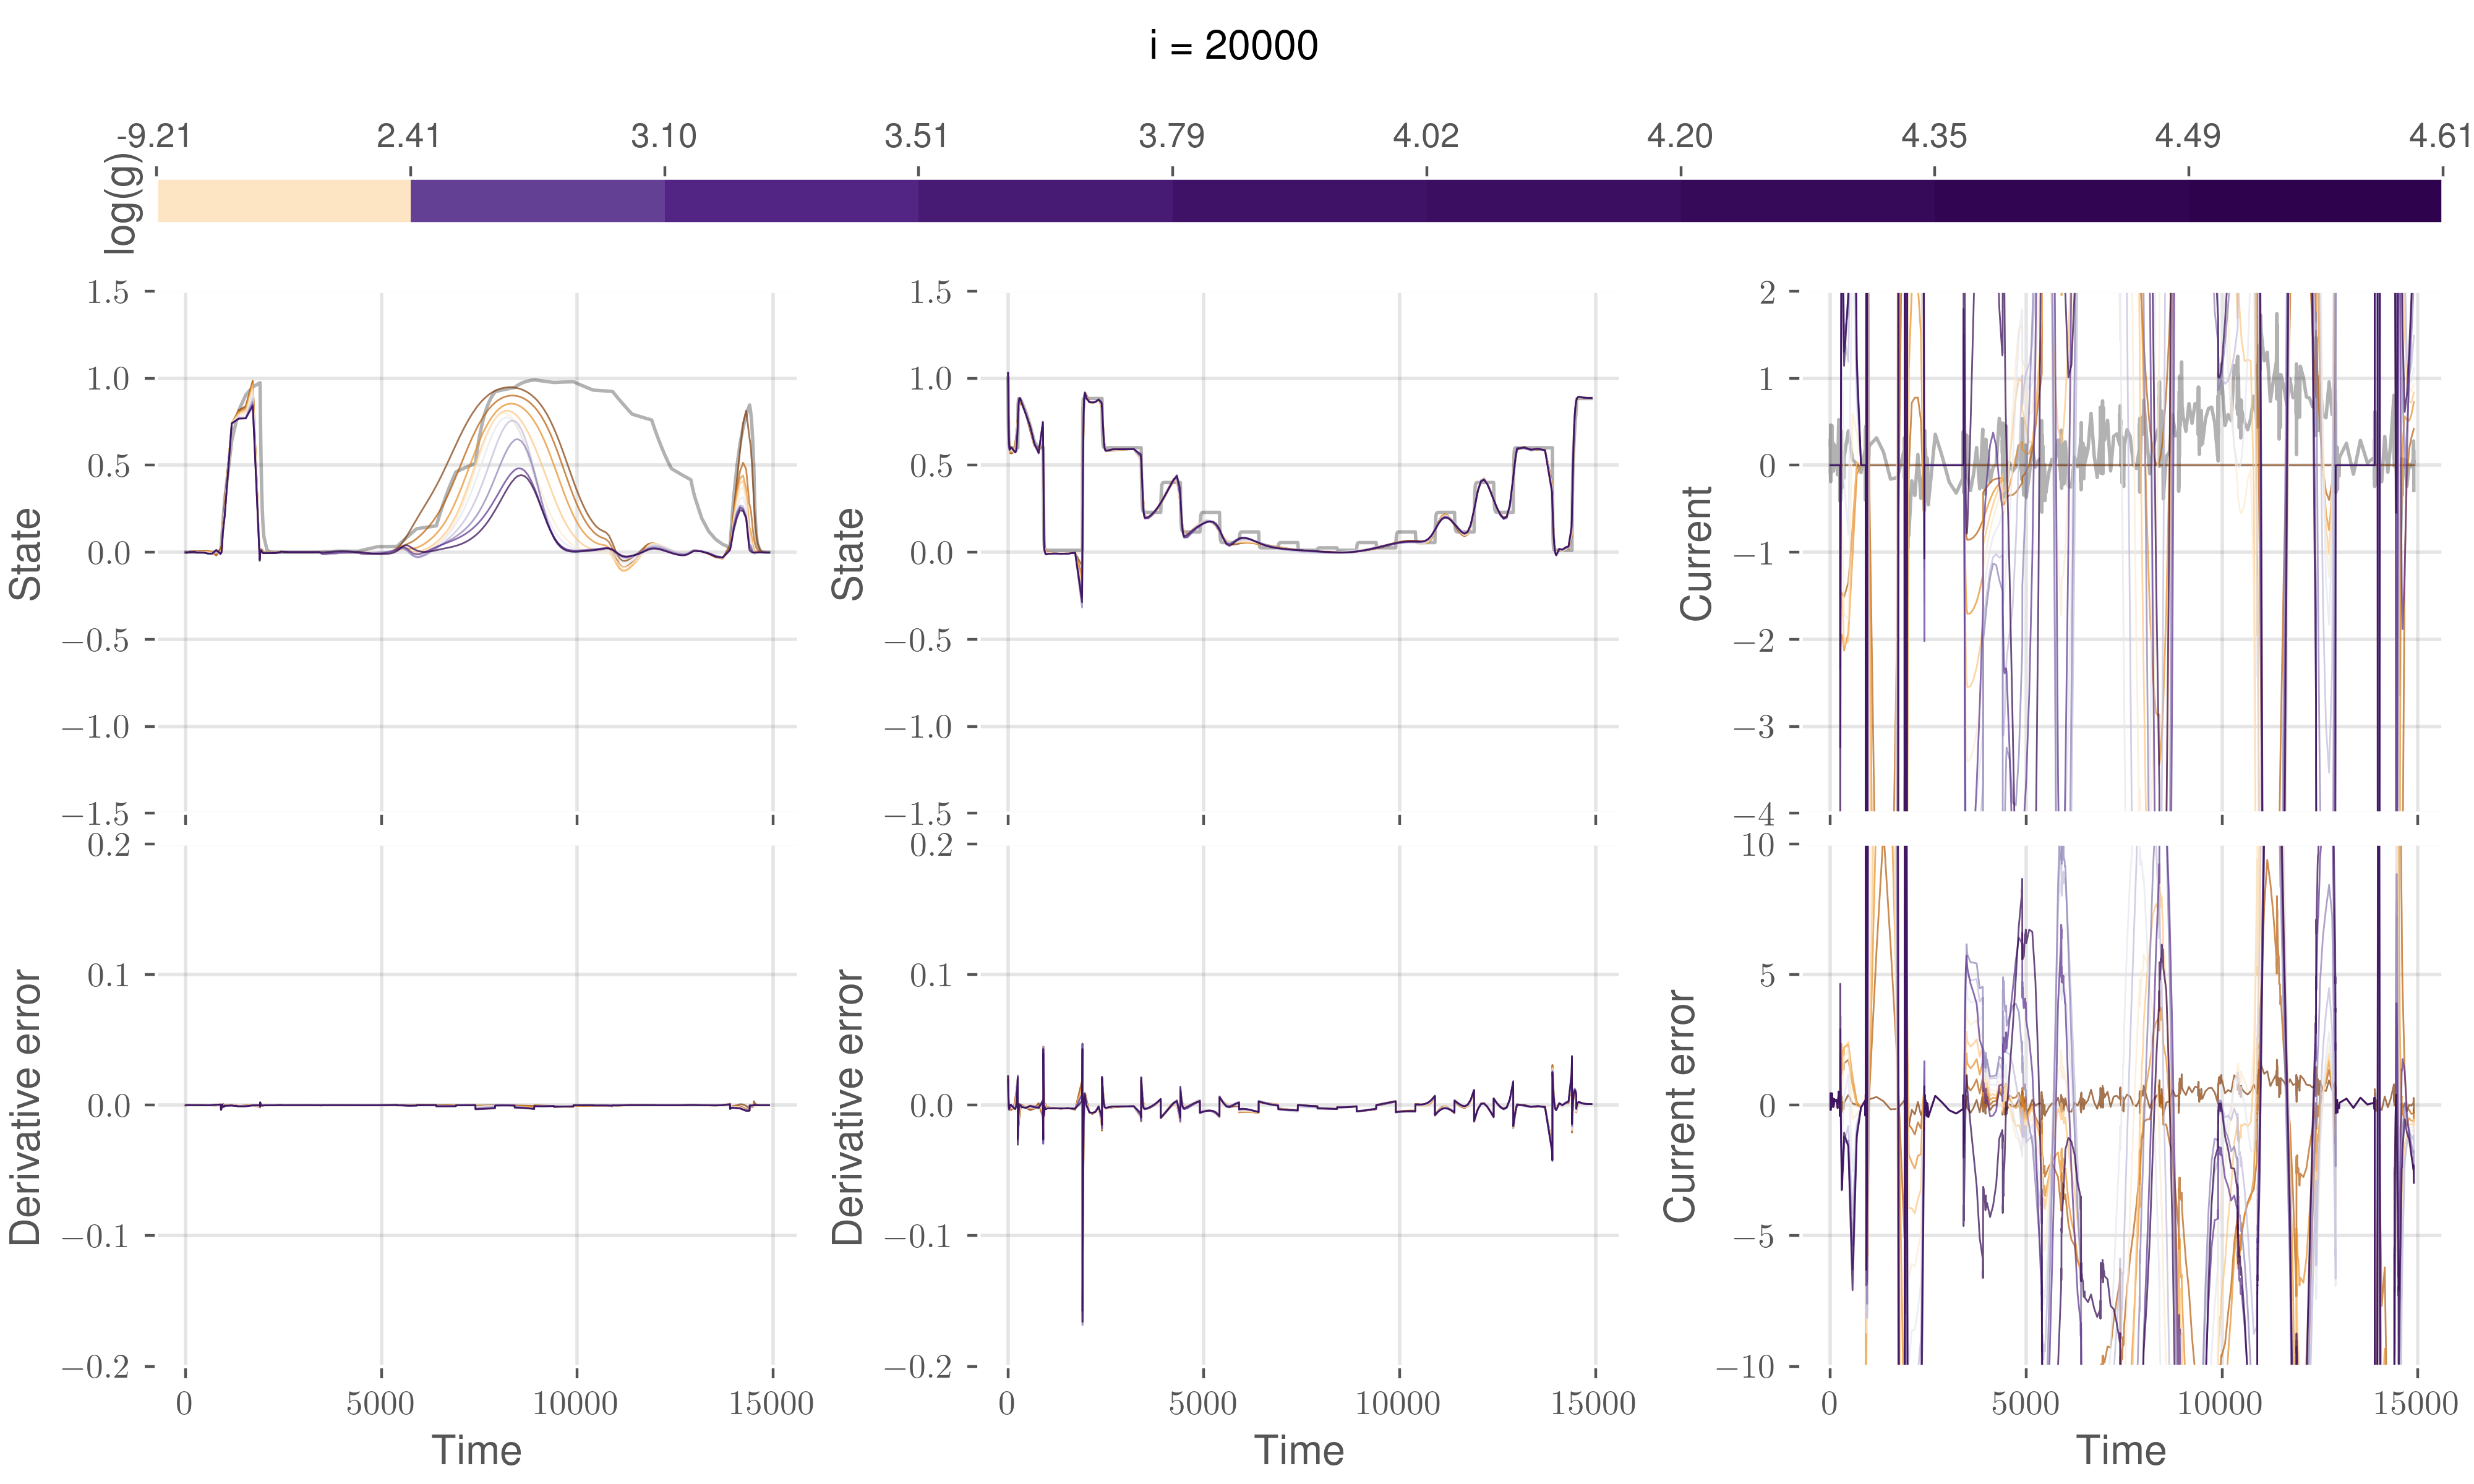 i = 20000
-9.21 2.41 3.10 3.51 3.79 4.02 4.20 4.35 4.49 4.61
log(g)
1.5 1.0 0.5 0.0 −0.5 −1.0 −1.5
State
1.5 1.0 0.5 0.0 −0.5 −1.0 −1.5
State
2 1 0 −1 −2 −3 −4
Current
0.2 0.1 0.0 −0.1 −0.2
Derivative error
0.2 0.1 0.0 −0.1 −0.2
Derivative error
10 5 0 −5 −10
Current error
0 5000 10000 15000
0 5000 10000 15000
0 5000 10000 15000
Time
Time
Time